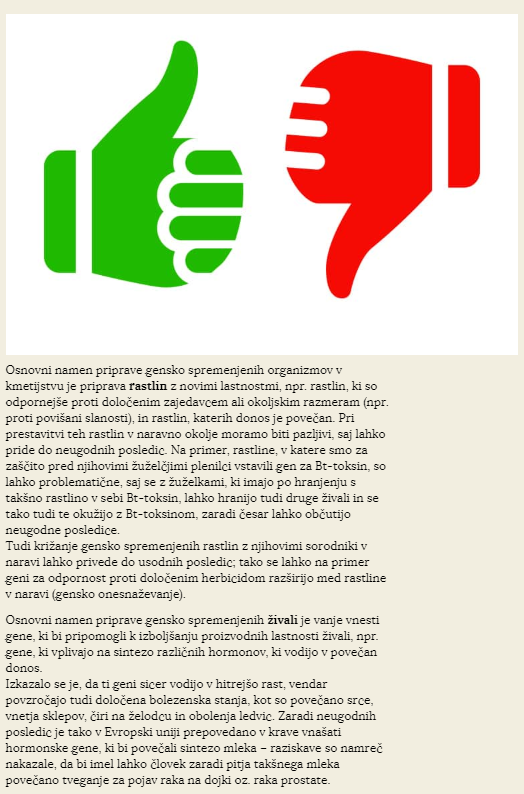 Osnovni namen priprave gensko spremenjenih organizmov v
kmetijstvu je priprava rastlin z novimi lastnostmi, npr. rastlin, ki so
odpornejše proti določenim zajedavcem ali okoljskim razmeram (npr.
proti povišani slanosti), in rastlin, katerih donos je povečan. Pri
prestavitvi teh rastlin v naravno okolje moramo biti pazljivi, saj lahko
pride do neugodnih posledic. Na primer, rastline, v katere smo za
zaščito pred njihovimi žuželčjimi plenilci vstavili gen za Bt-toksin, so
lahko problematične, saj se z žuželkami, ki imajo po hranjenju s
takšno rastlino v sebi Bt-toksin, lahko hranijo tudi druge živali in se
tako tudi te okužijo z Bt-toksinom, zaradi česar lahko občutijo
neugodne posledice.
Tudi križanje gensko spremenjenih rastlin z njihovimi sorodniki v
naravi lahko privede do usodnih posledic; tako se lahko na primer
geni za odpornost proti določenim herbicidom razširijo med rastline
v naravi (gensko onesnaževanje).
Osnovni namen priprave gensko spremenjenih živali je vanje vnesti
gene, ki bi pripomogli k izboljšanju proizvodnih lastnosti živali, npr.
gene, ki vplivajo na sintezo različnih hormonov, ki vodijo v povečan
donos.
Izkazalo se je, da ti geni sicer vodijo v hitrejšo rast, vendar
povzročajo tudi določena bolezenska stanja, kot so povečano srce,
vnetja sklepov, čiri na želodcu in obolenja ledvic. Zaradi neugodnih
posledic je tako v Evropski uniji prepovedano v krave vnašati
hormonske gene, ki bi povečali sintezo mleka – raziskave so namreč
nakazale, da bi imel lahko človek zaradi pitja takšnega mleka
povečano tveganje za pojav raka na dojki oz. raka prostate.